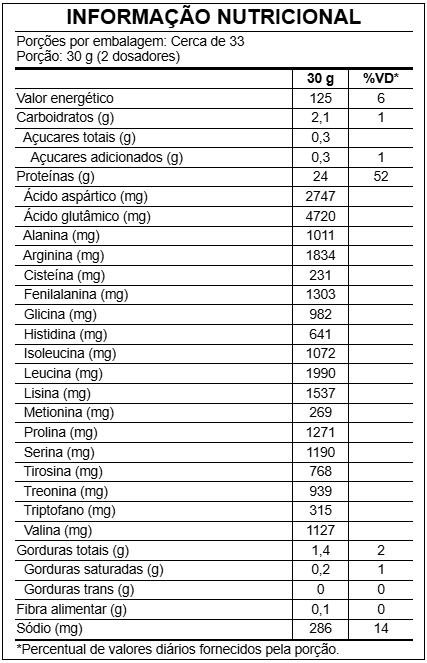 INFORMAÇÃO NUTRICIONAL
Porções por embalagem: Cerca de 33
Porção: 30 g (2 dosadores)
30 g %VD*
Valor energético 125 6
Carboidratos (g) 2,1 1
Açucares totais (g) 0,3
Açucares adicionados (g) 0,3 1
Proteínas (g) 24 52
Ácido aspártico (mg) 2747
Ácido glutâmico (mg) 4720
Alanina (mg) 1011
Arginina (mg) 1834
Cisteína (mg) 231
Fenilalanina (mg) 1303
Glicina (mg) 982
Histidina (mg) 641
Isoleucina (mg) 1072
Leucina (mg) 1990
Lisina (mg) 1537
Metionina (mg) 269
Prolina (mg) 1271
Serina (mg) 1190
Tirosina (mg) 768
Treonina (mg) 939
Triptofano (mg) 315
Valina (mg) 1127
Gorduras totais (g) 1,4 2
Gorduras saturadas (g) 0,2 1
Gorduras trans (g) 0 0
Fibra alimentar (g) 0,1 0
Sódio (mg) 286 14
*Percentual de valores diários fornecidos pela porção.